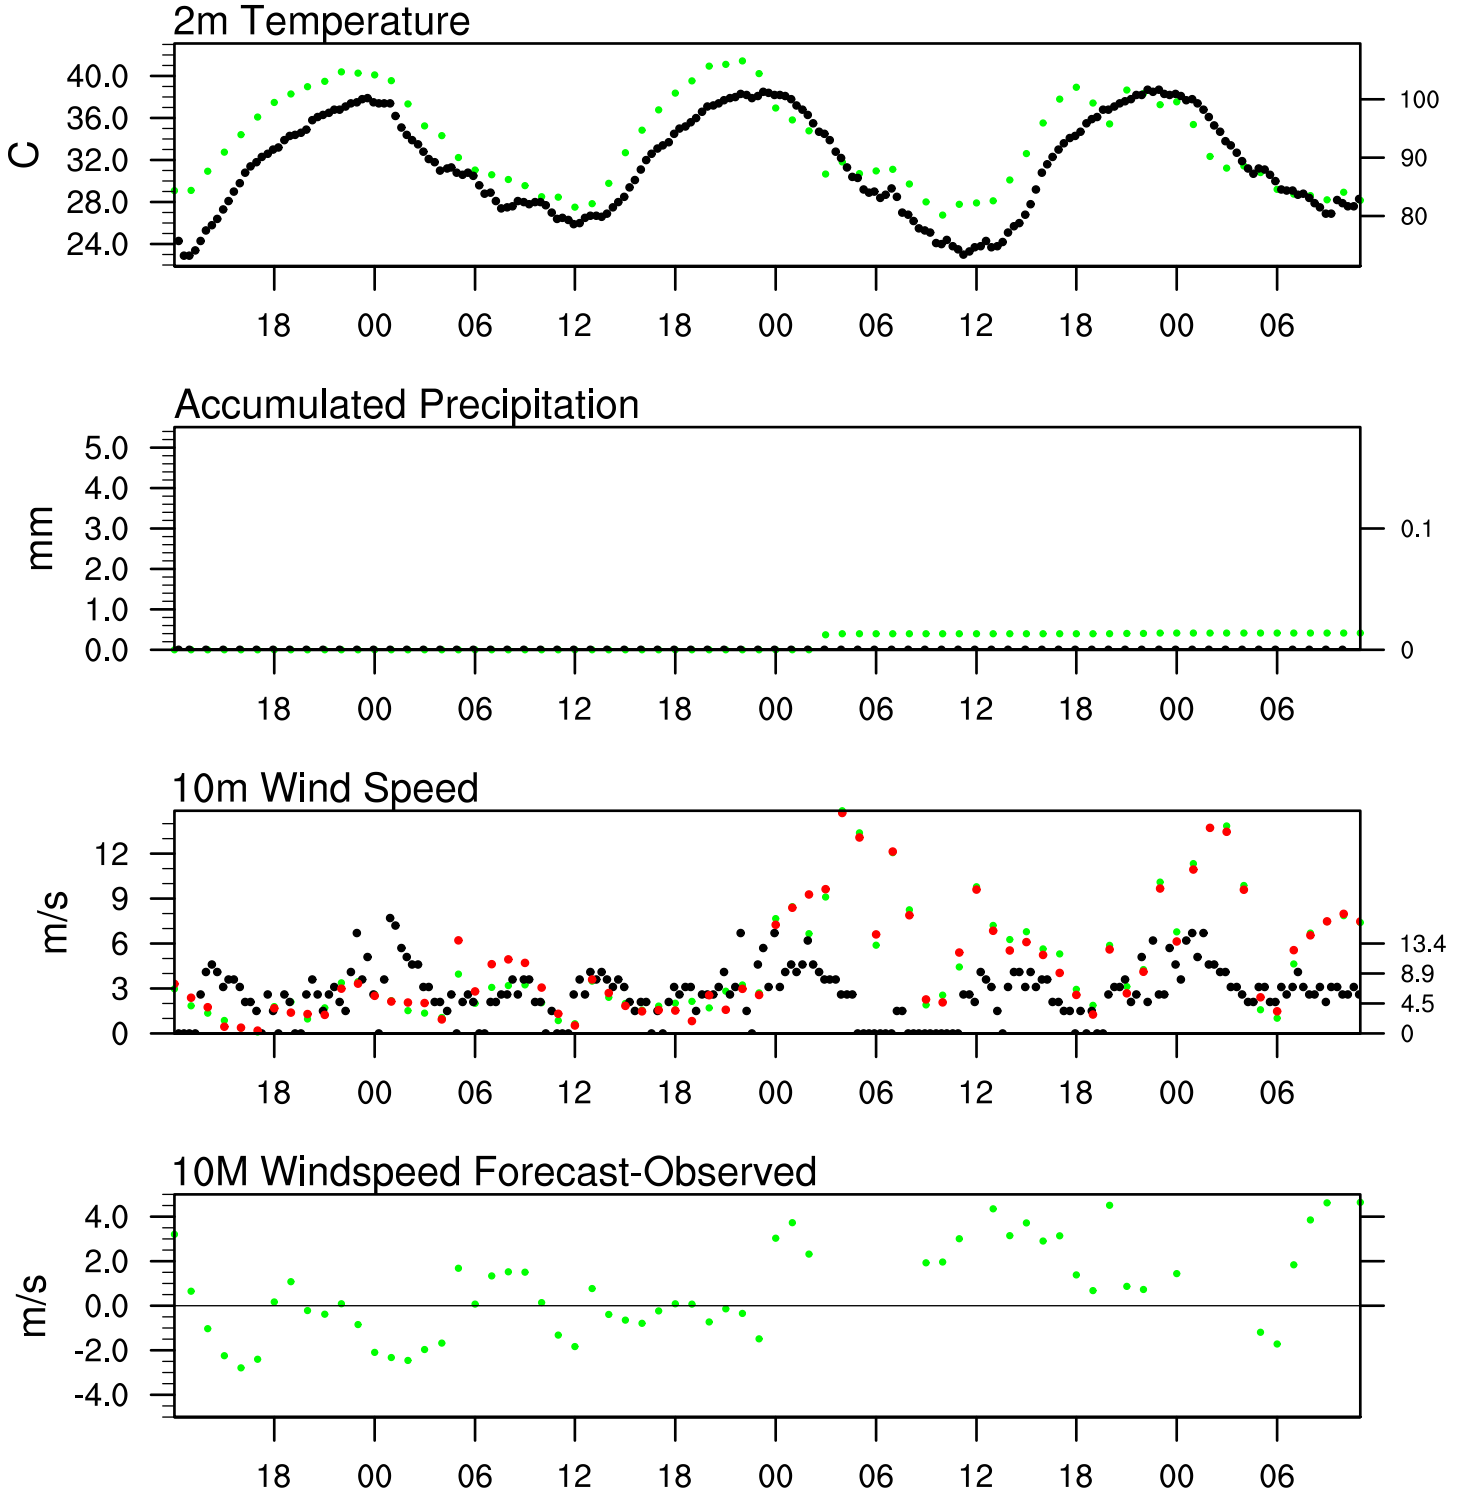 2m Temperature
40.0
36.0
32.0
28.0
24.0
C
100
90
80
18 00 06 12 18 00 06 12 18 00 06
Accumulated Precipitation
5.0
4.0
3.0
2.0
1.0
0.0
mm
0.1
0
18 00 06 12 18 00 06 12 18 00 06
10m Wind Speed
12
9
6
3
0
m/s
13.4
8.9
4.5
0
18 00 06 12 18 00 06 12 18 00 06
10M Windspeed Forecast-Observed
4.0
2.0
0.0
-2.0
-4.0
m/s
18 00 06 12 18 00 06 12 18 00 06